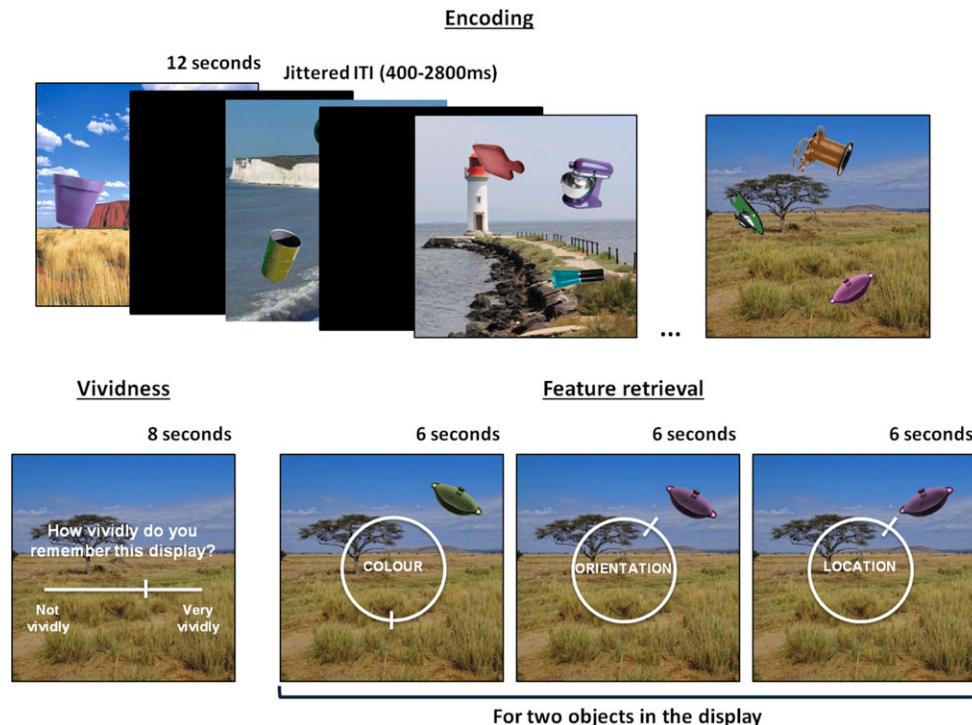 Encoding
12 seconds
Jittered ITI (400-2800ms)
...
Vividness
Feature retrieval
8 seconds
6 seconds
6 seconds
6 seconds
How vividly do you
remember this display?
Not
vividly
Very
vividly
COLOUR
ORIENTATION
LOCATION
For two objects in the display